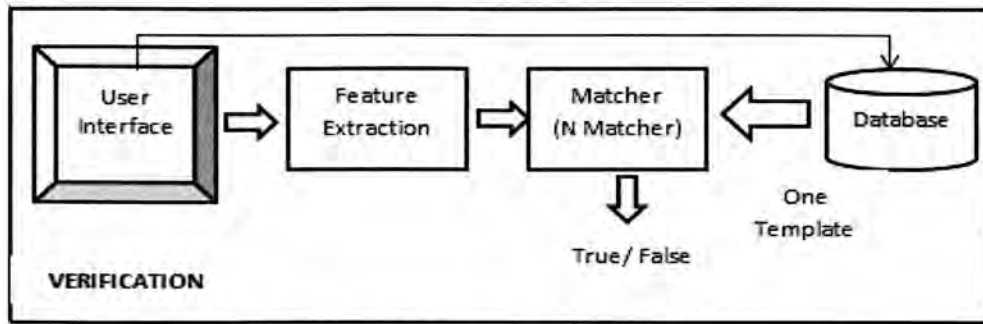 User
Interface
Feature
Extraction
Matcher
(N Matcher)
Database
One
Template
True/ False
VERIFICATION